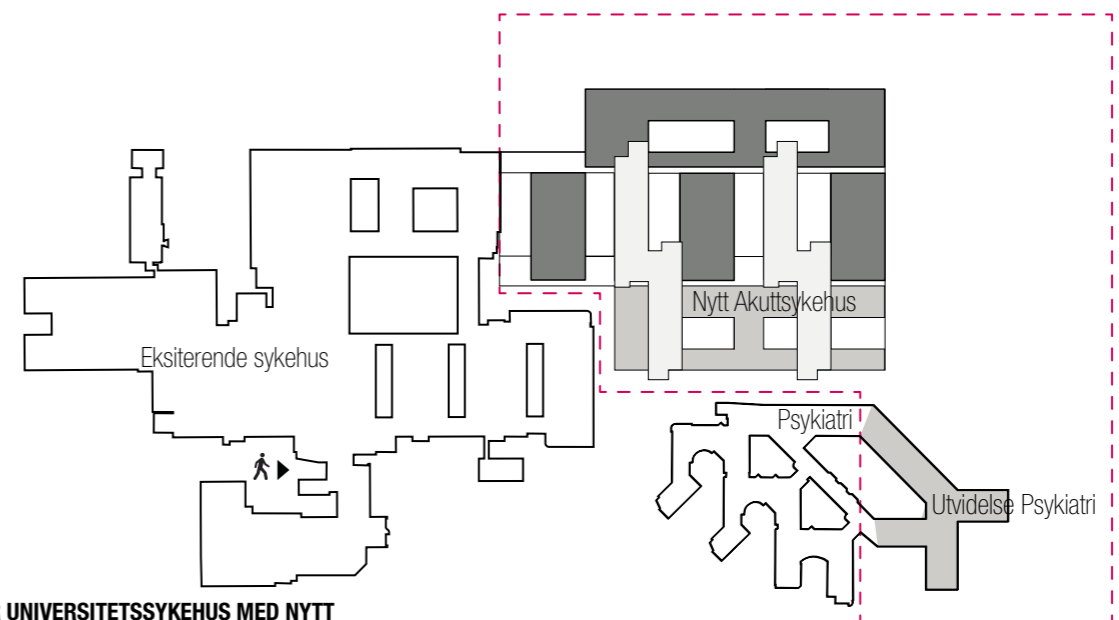 Nytt Akuttsykehus
Eksiterende sykehus
Psykiatri
Utvidelse Psykiatri
UNIVERSITETSSYKEHUS MED NYTT